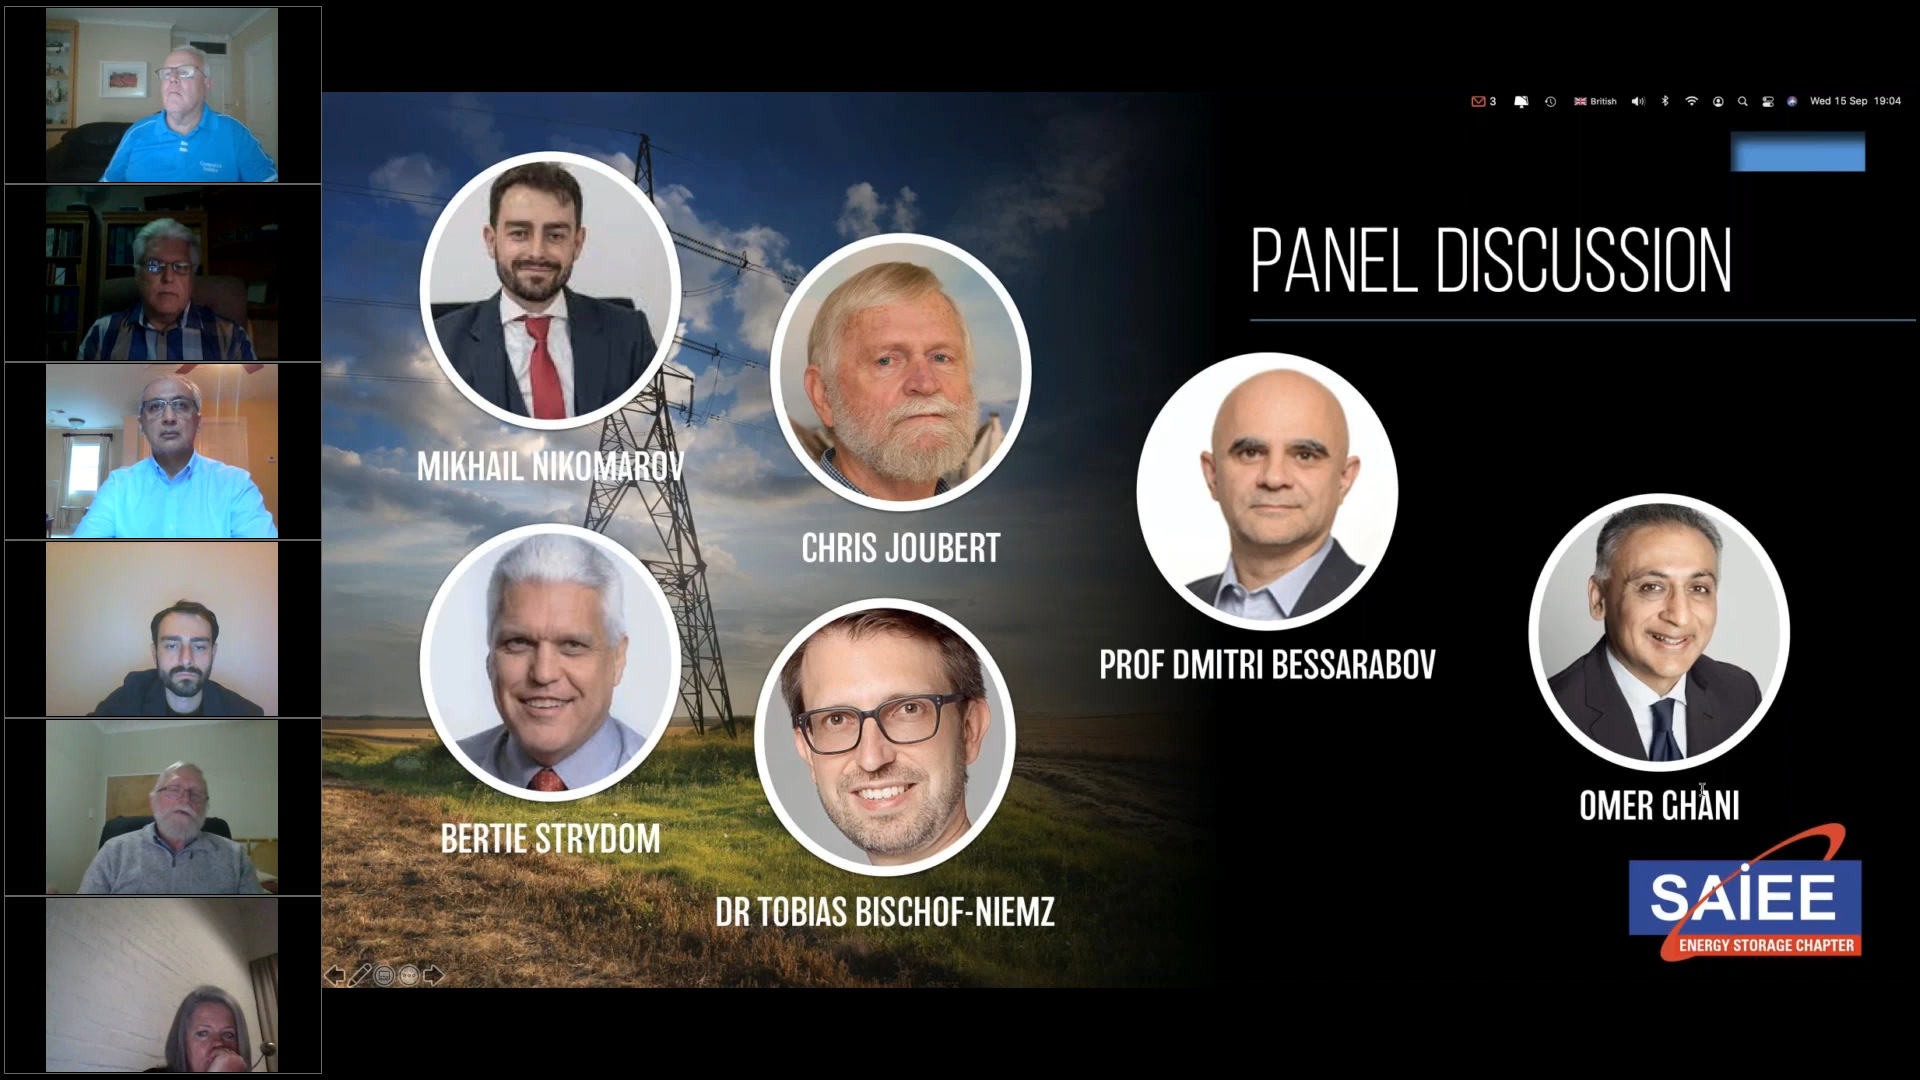 3
British
Wed 15 Sep 19:04
PANEL DISCUSSION
MIKHAIL NIKOMAROV
CHRIS JOUBERT
PROF DMITRI BESSARABOV
OMER GHANI
BERTIE STRYDOM
DR TOBIAS BISCHOF-NIEMZ
SAiEE
ENERGY STORAGE CHAPTER